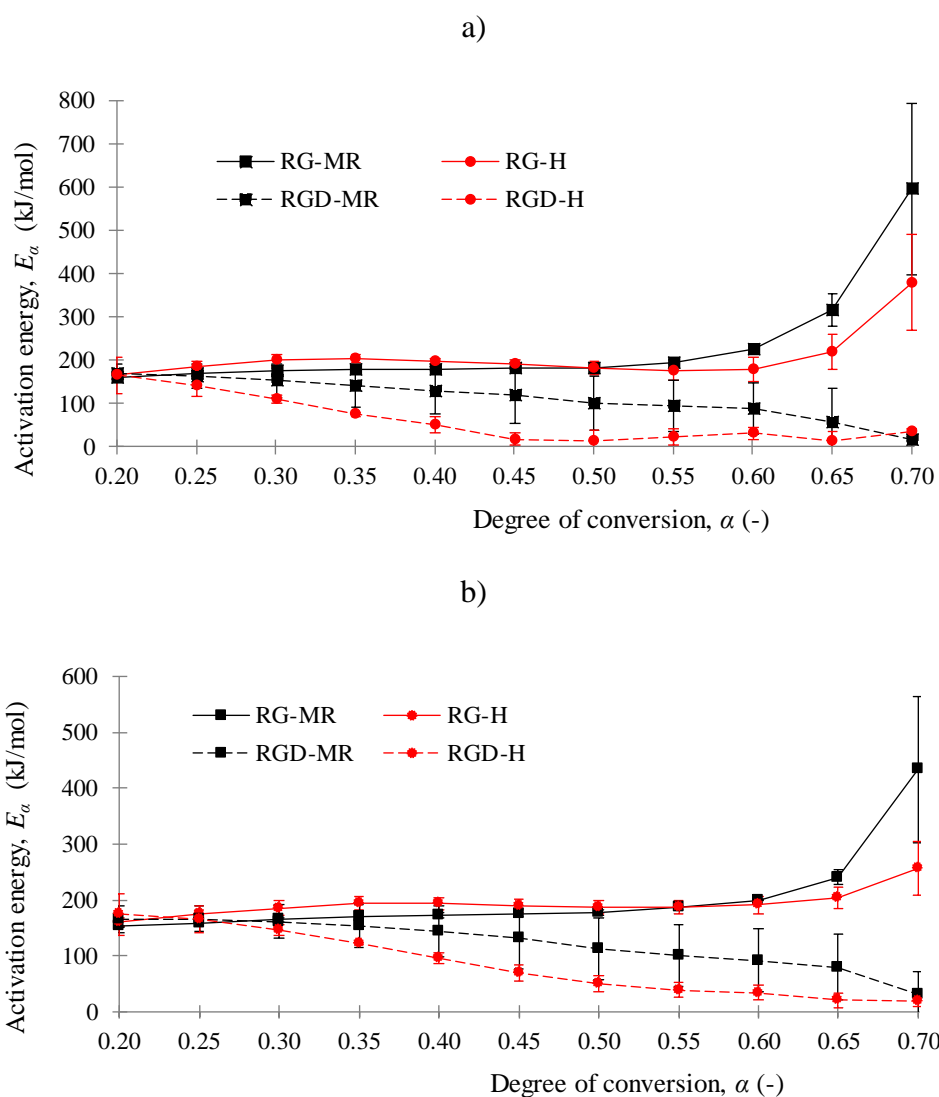 a)
Activation energy, Eα (kJ/mol)
800
700
600
500
400
300
200
100
0
RG-MR
RG-H
RGD-MR
RGD-H
0.20 0.25 0.30 0.35 0.40 0.45 0.50 0.55 0.60 0.65 0.70
Degree of conversion, α (-)
b)
Activation energy, Eα (kJ/mol)
600
500
400
300
200
100
0
RG-MR
RG-H
RGD-MR
RGD-H
0.20 0.25 0.30 0.35 0.40 0.45 0.50 0.55 0.60 0.65 0.70
Degree of conversion, α (-)